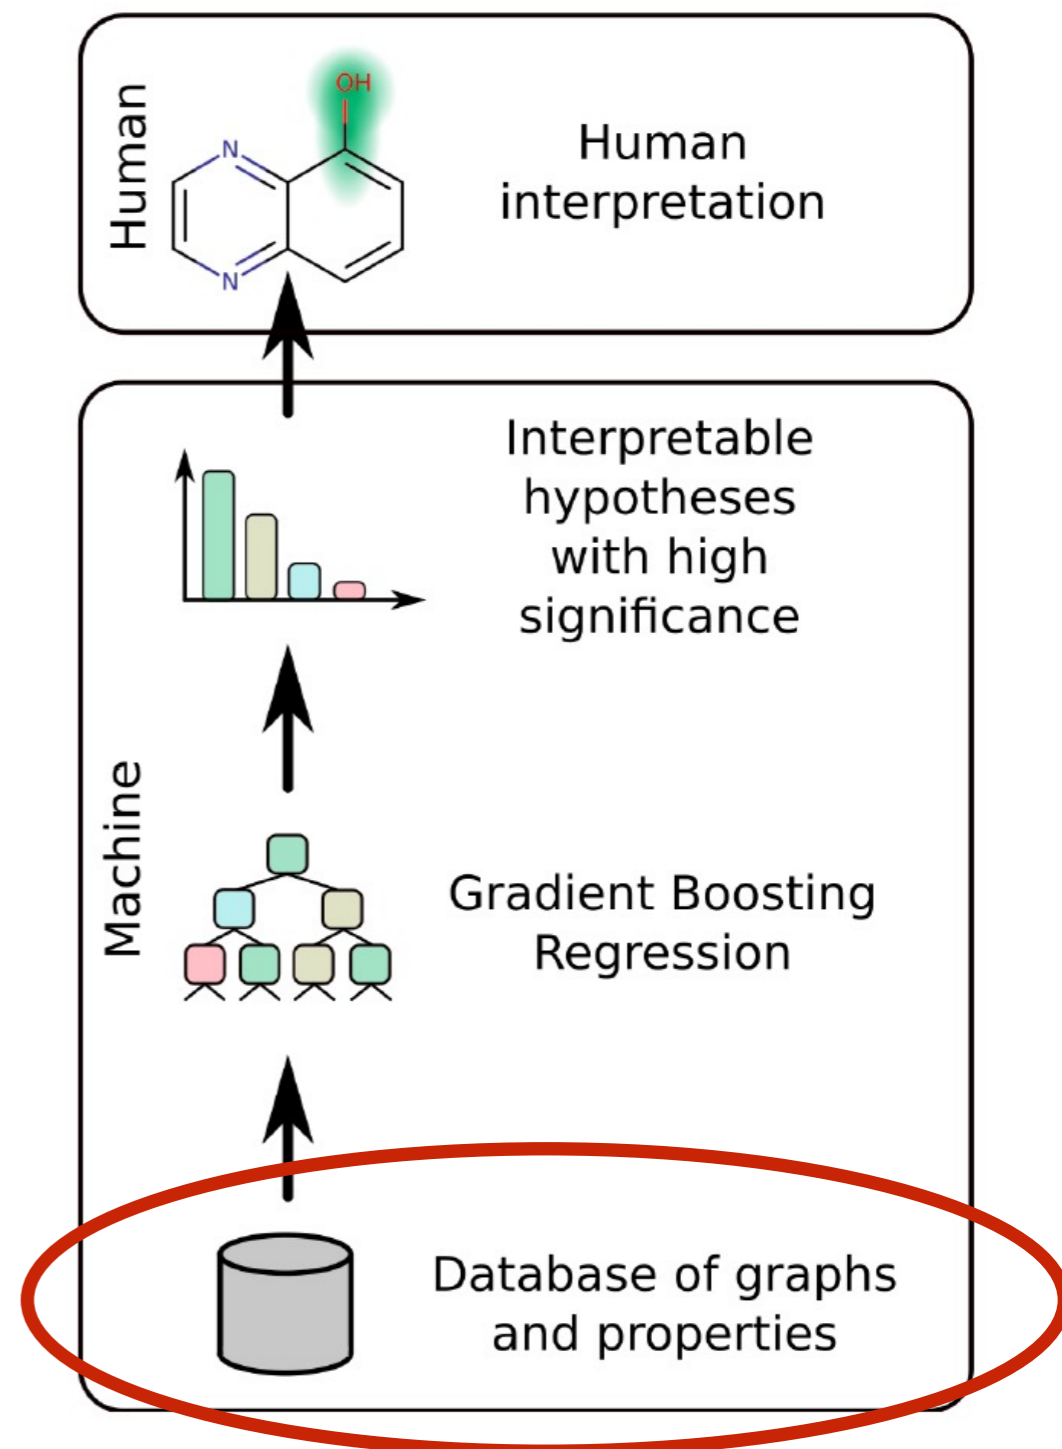 Human
OH
N
N
Human
interpretation
Interpretable
hypotheses
with high
significance
Machine
Gradient Boosting
Regression
Database of graphs
and properties